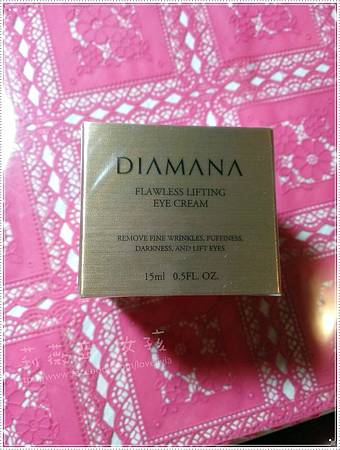 DIAMANA
FLAWLESS LIFTING
EYE CREAM
REMOVE FINE WRINKLES, PUFFINESS,
DARKNESS, AND LIFT EYES
15ml 0.5FL. OZ.